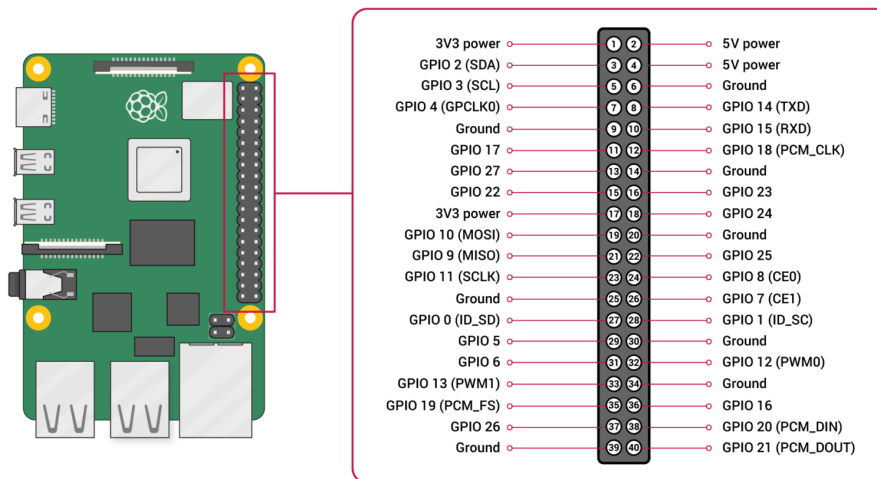 3V3 power 1 2 5V power
GPIO 2 (SDA) 3 4 5V power
GPIO 3 (SCL) 5 6 Ground
GPIO 4 (GPCLK0) 7 8 GPIO 14 (TXD)
Ground 9 10 GPIO 15 (RXD)
GPIO 17 11 12 GPIO 18 (PCM_CLK)
GPIO 27 13 14 Ground
GPIO 22 15 16 GPIO 23
3V3 power 17 18 GPIO 24
GPIO 10 (MOSI) 19 20 Ground
GPIO 9 (MISO) 21 22 GPIO 25
GPIO 11 (SCLK) 23 24 GPIO 8 (CE0)
Ground 25 26 GPIO 7 (CE1)
GPIO 0 (ID_SD) 27 28 GPIO 1 (ID_SC)
GPIO 5 29 30 Ground
GPIO 6 31 32 GPIO 12 (PWM0)
GPIO 13 (PWM1) 33 34 Ground
GPIO 19 (PCM_FS) 35 36 GPIO 16
GPIO 26 37 38 GPIO 20 (PCM_DIN)
Ground 39 40 GPIO 21 (PCM_DOUT)